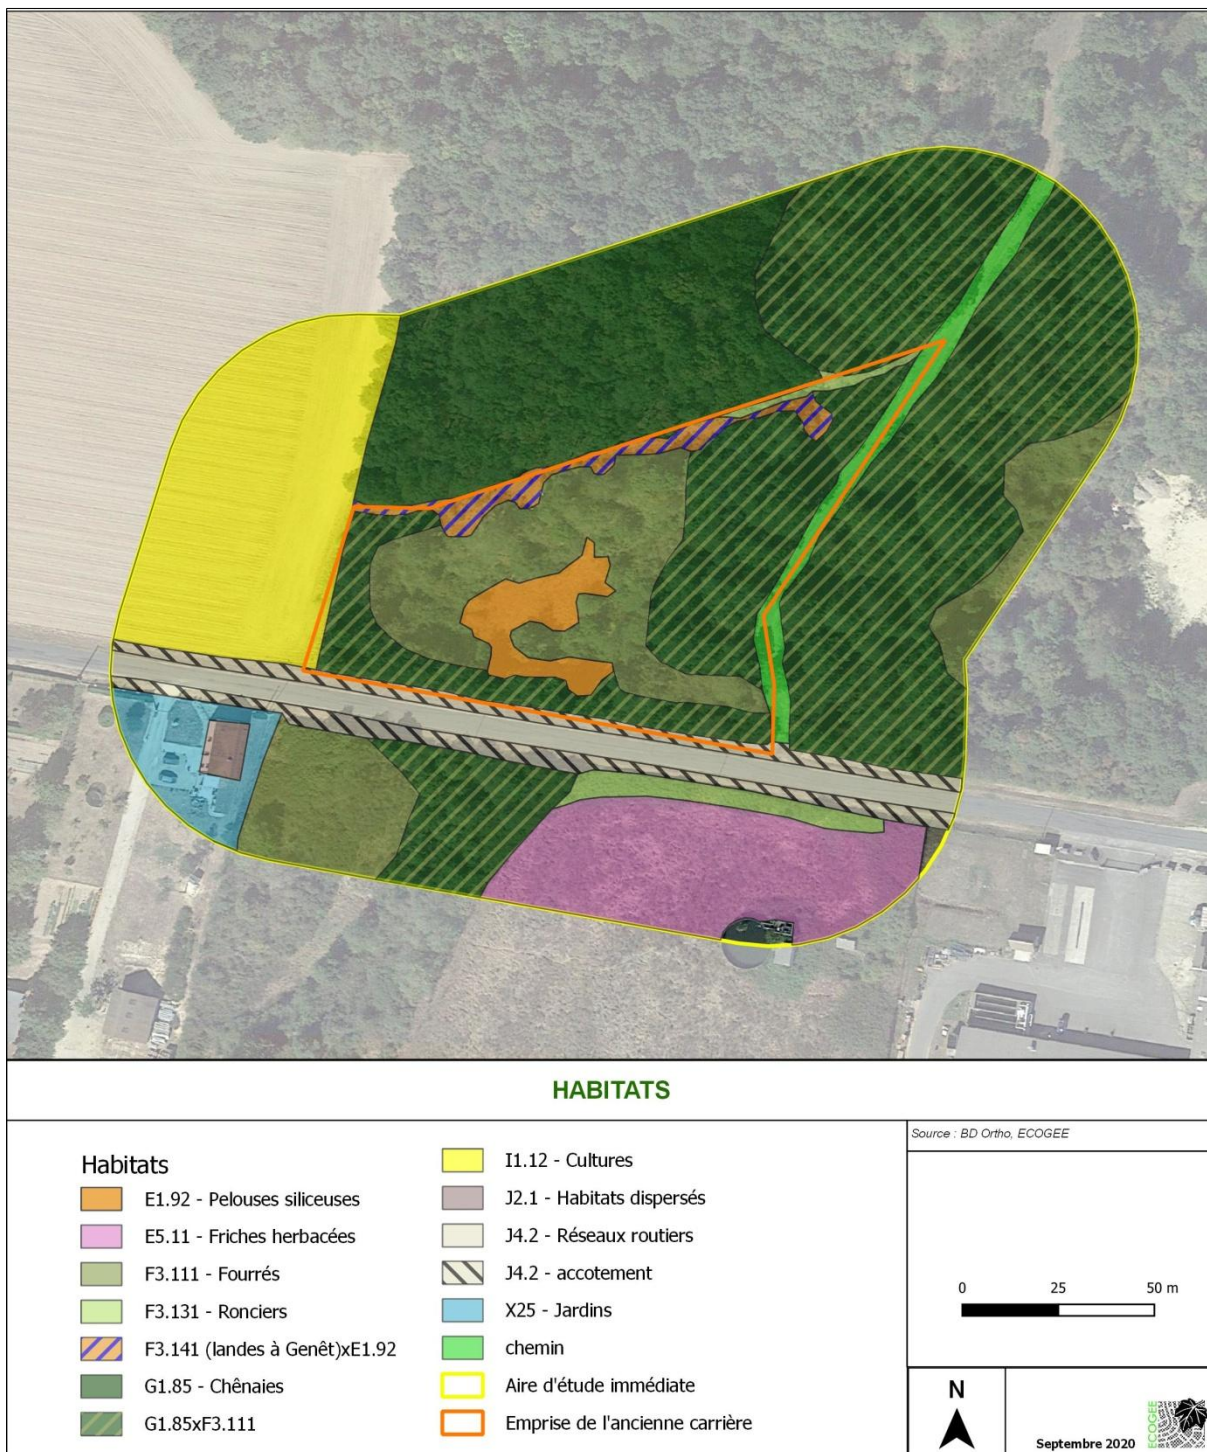 HABITATS
Habitats
E1.92 - Pelouses siliceuses
E5.11 - Friches herbacées
F3.111 - Fourrés
F3.131 - Ronciers
F3.141 (landes à Genêt)xE1.92
G1.85 - Chênaies
G1.85xF3.111
I1.12 - Cultures
J2.1 - Habitats dispersés
J4.2 - Réseaux routiers
J4.2 - accotement
X25 - Jardins
chemin
Aire d'étude immédiate
Emprise de l'ancienne carrière
Source : BD Ortho, ECOGEE
0 25 50 m
N
Septembre 2020
ECOGEE